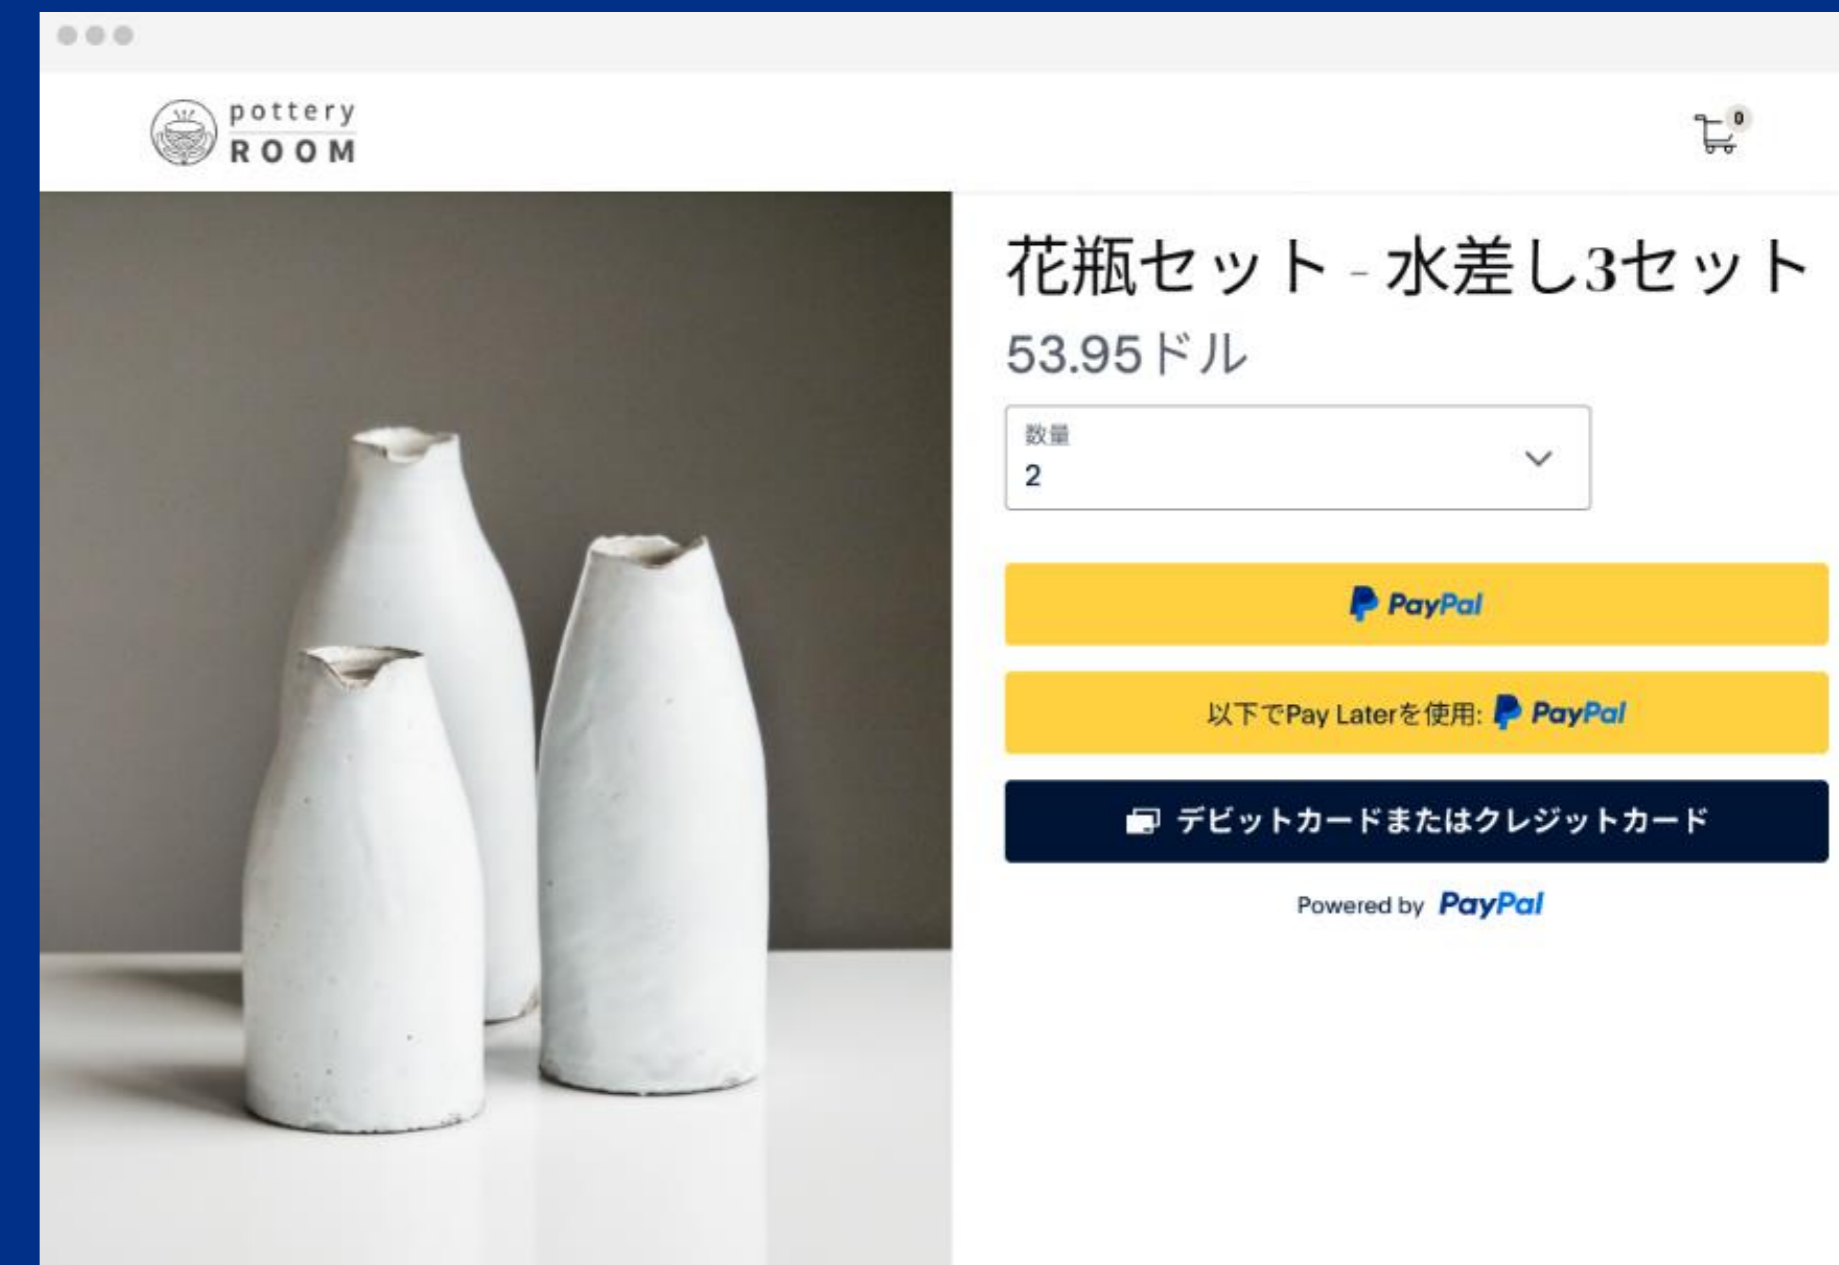 pottery
ROOM
0
花瓶セット - 水差し3セット
53.95ドル
数量
2
PayPal
以下でPay Laterを使用: PayPal
デビットカードまたはクレジットカード
Powered by PayPal